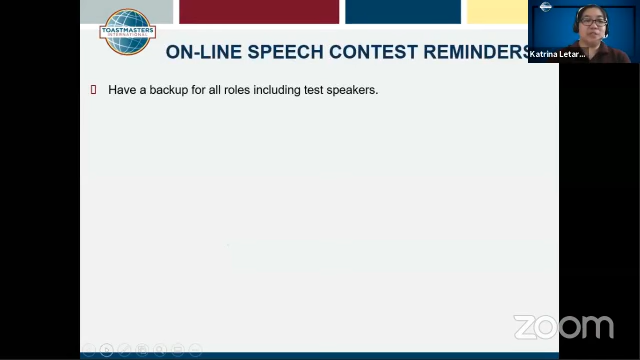 TOASTMASTERS
INTERNATIONAL
ON-LINE SPEECH CONTEST REMINDERS
Katrina Letar...
Have a backup for all roles including test speakers.
zoom